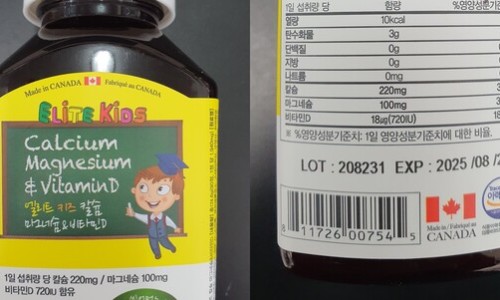 Made in CANADA Fabriqué au CANADA
ELITE KIDS
Calcium
Magnesium
& VitaminD
엘리트 키즈 칼슘
마그네슘&비타민D
1일 섭취량 당 칼슘 220mg / 마그네슘 100mg
비타민D 720IU 함유
1일 섭취량 당 함량 %영양성분기준
열량 10kcal
탄수화물 3g
단백질 0g
지방 0g
나트륨 0mg
칼슘 220mg
마그네슘 100mg
비타민D 18㎍(720IU)
※ %영양성분기준치: 1일 영양성분기준치에 대한 비율.
LOT : 208231 EXP : 2025 /08 /
8 11726 00754 5
Made in / Fabriqué au
CANADA